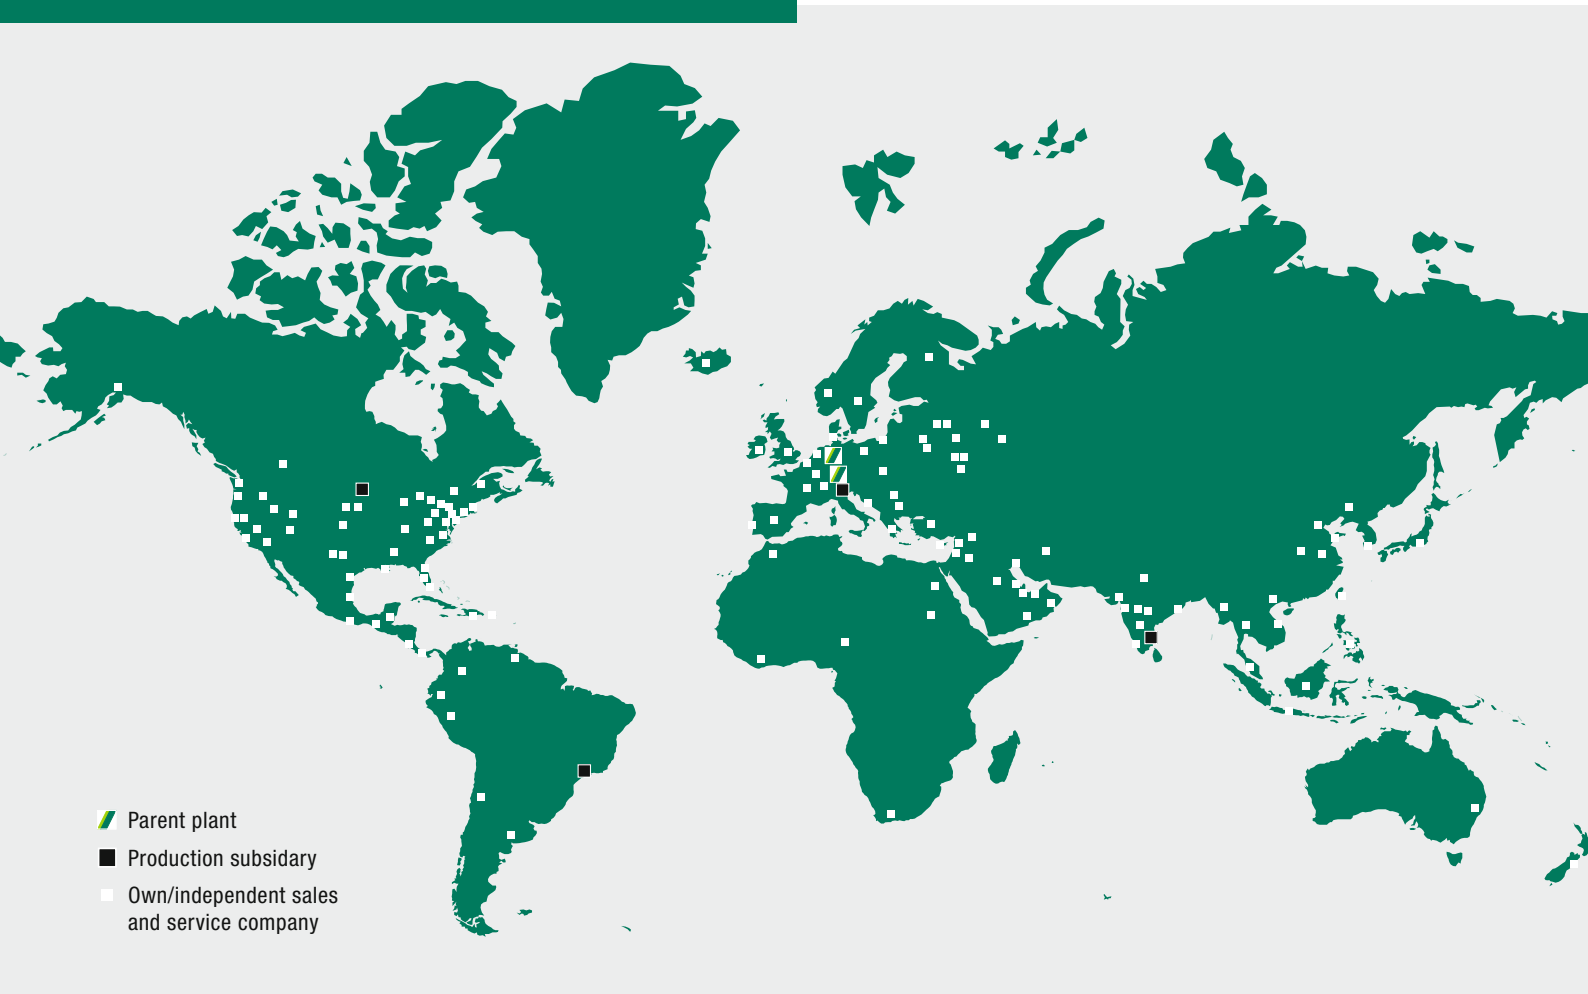 Parent plant
Production subsidary
Own/independent sales
and service company